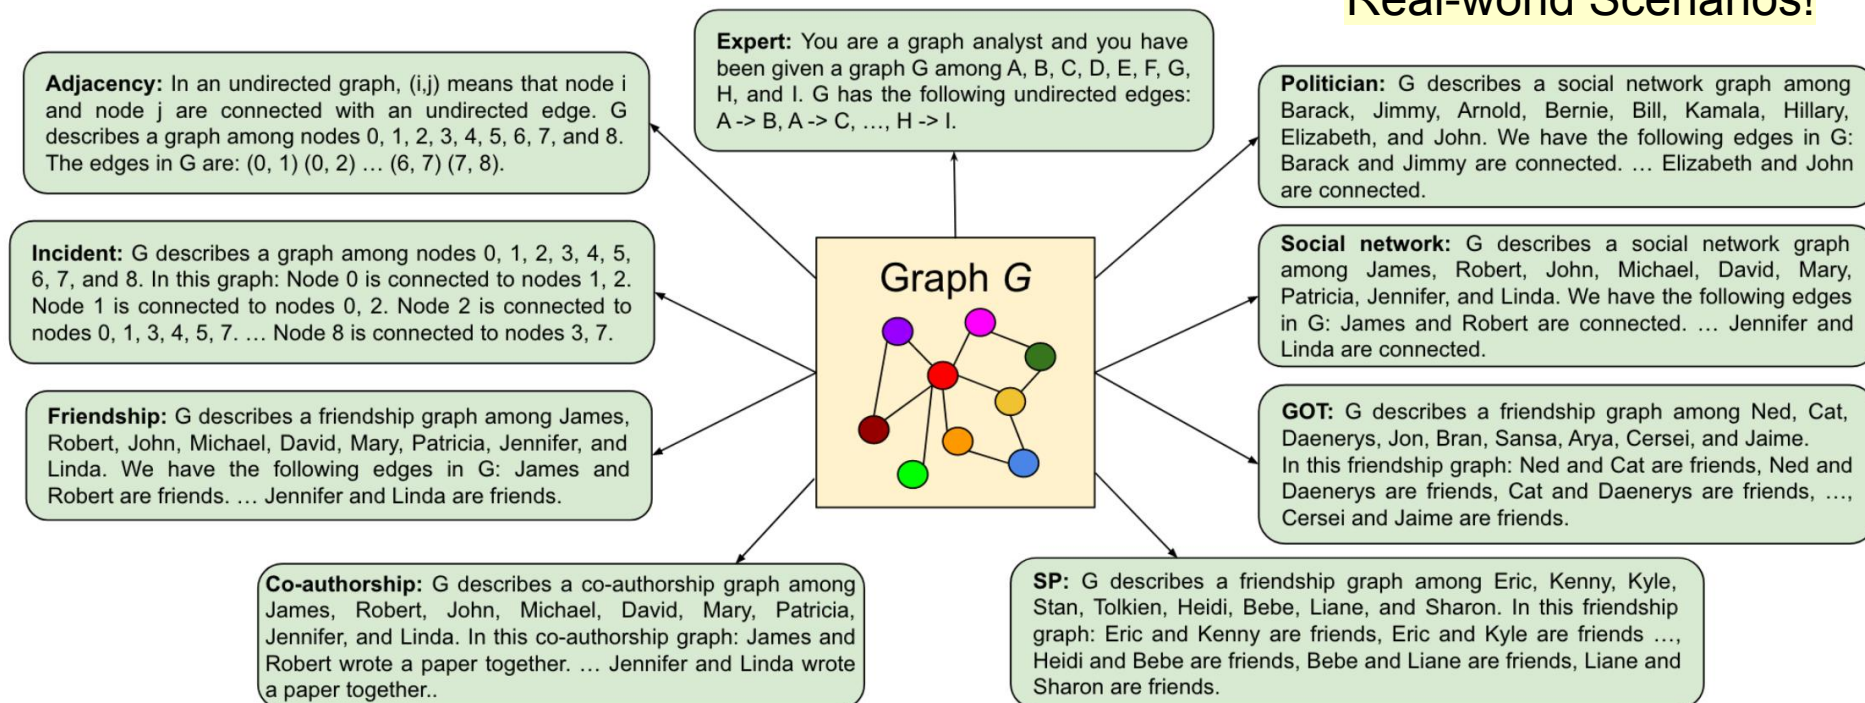 Real-world Scenarios!
Expert: You are a graph analyst and you have
been given a graph G among A, B, C, D, E, F, G,
H, and I. G has the following undirected edges:
A -> B, A -> C, …, H -> I.
Adjacency: In an undirected graph, (i,j) means that node i
and node j are connected with an undirected edge. G
describes a graph among nodes 0, 1, 2, 3, 4, 5, 6, 7, and 8.
The edges in G are: (0, 1) (0, 2) … (6, 7) (7, 8).
Politician: G describes a social network graph among
Barack, Jimmy, Arnold, Bernie, Bill, Kamala, Hillary,
Elizabeth, and John. We have the following edges in G:
Barack and Jimmy are connected. … Elizabeth and John
are connected.
Incident: G describes a graph among nodes 0, 1, 2, 3, 4, 5,
6, 7, and 8. In this graph: Node 0 is connected to nodes 1, 2.
Node 1 is connected to nodes 0, 2. Node 2 is connected to
nodes 0, 1, 3, 4, 5, 7. … Node 8 is connected to nodes 3, 7.
Graph G
Social network: G describes a social network graph
among James, Robert, John, Michael, David, Mary,
Patricia, Jennifer, and Linda. We have the following edges
in G: James and Robert are connected. … Jennifer and
Linda are connected.
Friendship: G describes a friendship graph among James,
Robert, John, Michael, David, Mary, Patricia, Jennifer, and
Linda. We have the following edges in G: James and
Robert are friends. … Jennifer and Linda are friends.
GOT: G describes a friendship graph among Ned, Cat,
Daenerys, Jon, Bran, Sansa, Arya, Cersei, and Jaime.
In this friendship graph: Ned and Cat are friends, Ned and
Daenerys are friends, Cat and Daenerys are friends, …,
Cersei and Jaime are friends.
Co-authorship: G describes a co-authorship graph among
James, Robert, John, Michael, David, Mary, Patricia,
Jennifer, and Linda. In this co-authorship graph: James and
Robert wrote a paper together. … Jennifer and Linda wrote
a paper together..
SP: G describes a friendship graph among Eric, Kenny, Kyle,
Stan, Tolkien, Heidi, Bebe, Liane, and Sharon. In this friendship
graph: Eric and Kenny are friends, Eric and Kyle are friends …,
Heidi and Bebe are friends, Bebe and Liane are friends, Liane and
Sharon are friends.